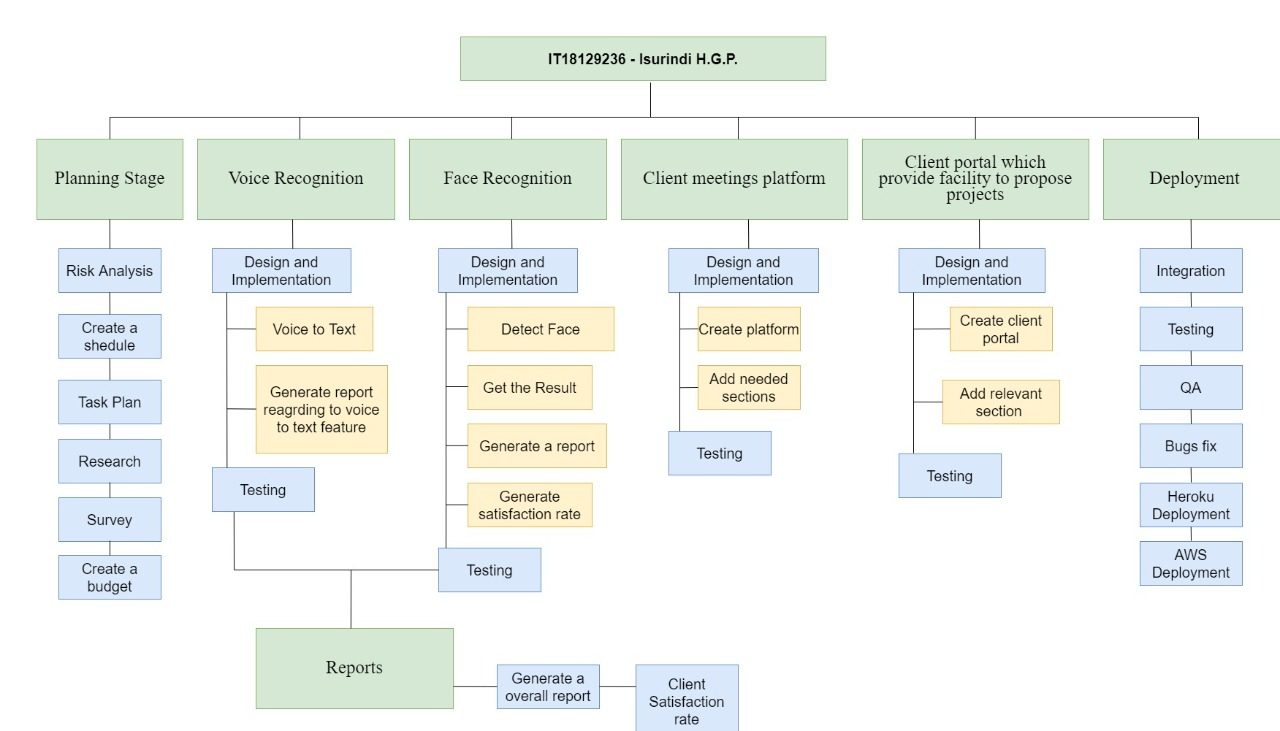 IT18129236 - Isurindi H.G.P.
Planning Stage
Voice Recognition
Face Recognition
Client meetings platform
Client portal which
provide facility to propose
projects
Deployment
Risk Analysis
Create a
shedule
Task Plan
Research
Survey
Create a
budget
Design and
Implementation
Voice to Text
Generate report
reagrding to voice
to text feature
Testing
Design and
Implementation
Detect Face
Get the Result
Generate a report
Generate
satisfaction rate
Testing
Design and
Implementation
Create platform
Add needed
sections
Testing
Design and
Implementation
Create client
portal
Add relevant
section
Testing
Integration
Testing
QA
Bugs fix
Heroku
Deployment
AWS
Deployment
Reports
Generate a
overall report
Client
Satisfaction
rate